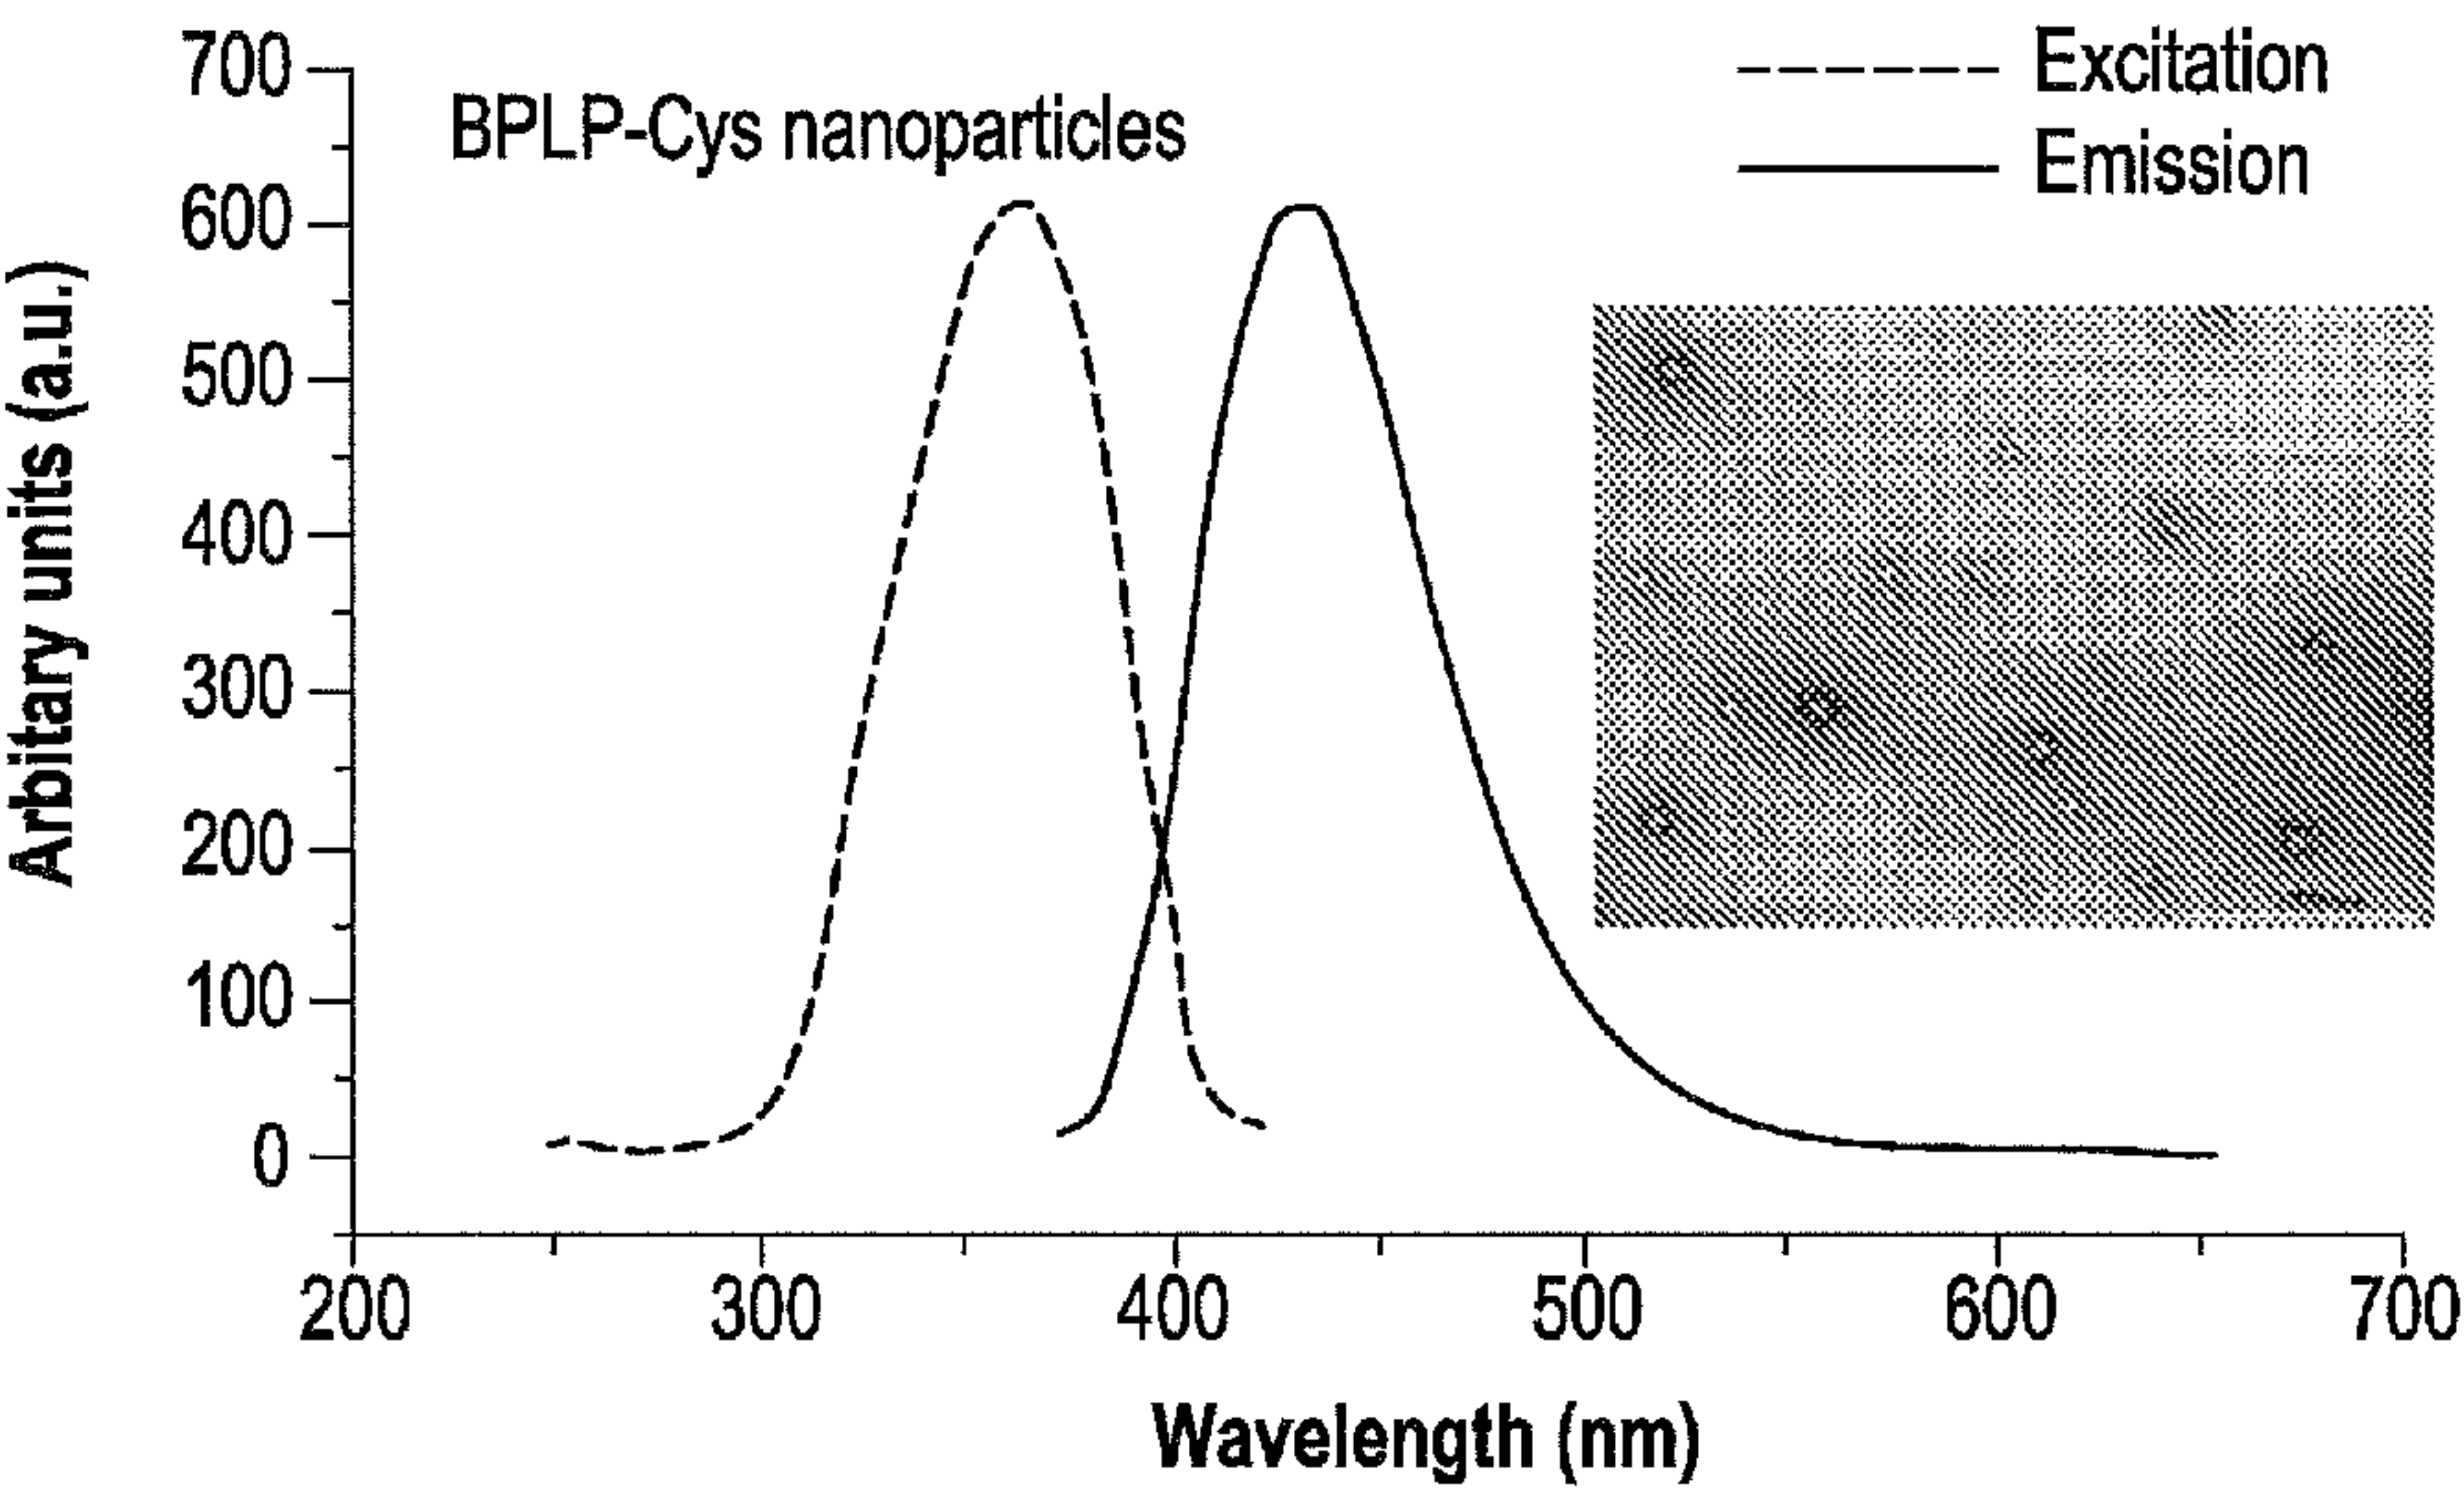 700
600
500
400
300
200
100
0
Arbitary units (a.u.)
BPLP-Cys nanoparticles
Excitation
Emission
200 300 400 500 600 700
Wavelength (nm)